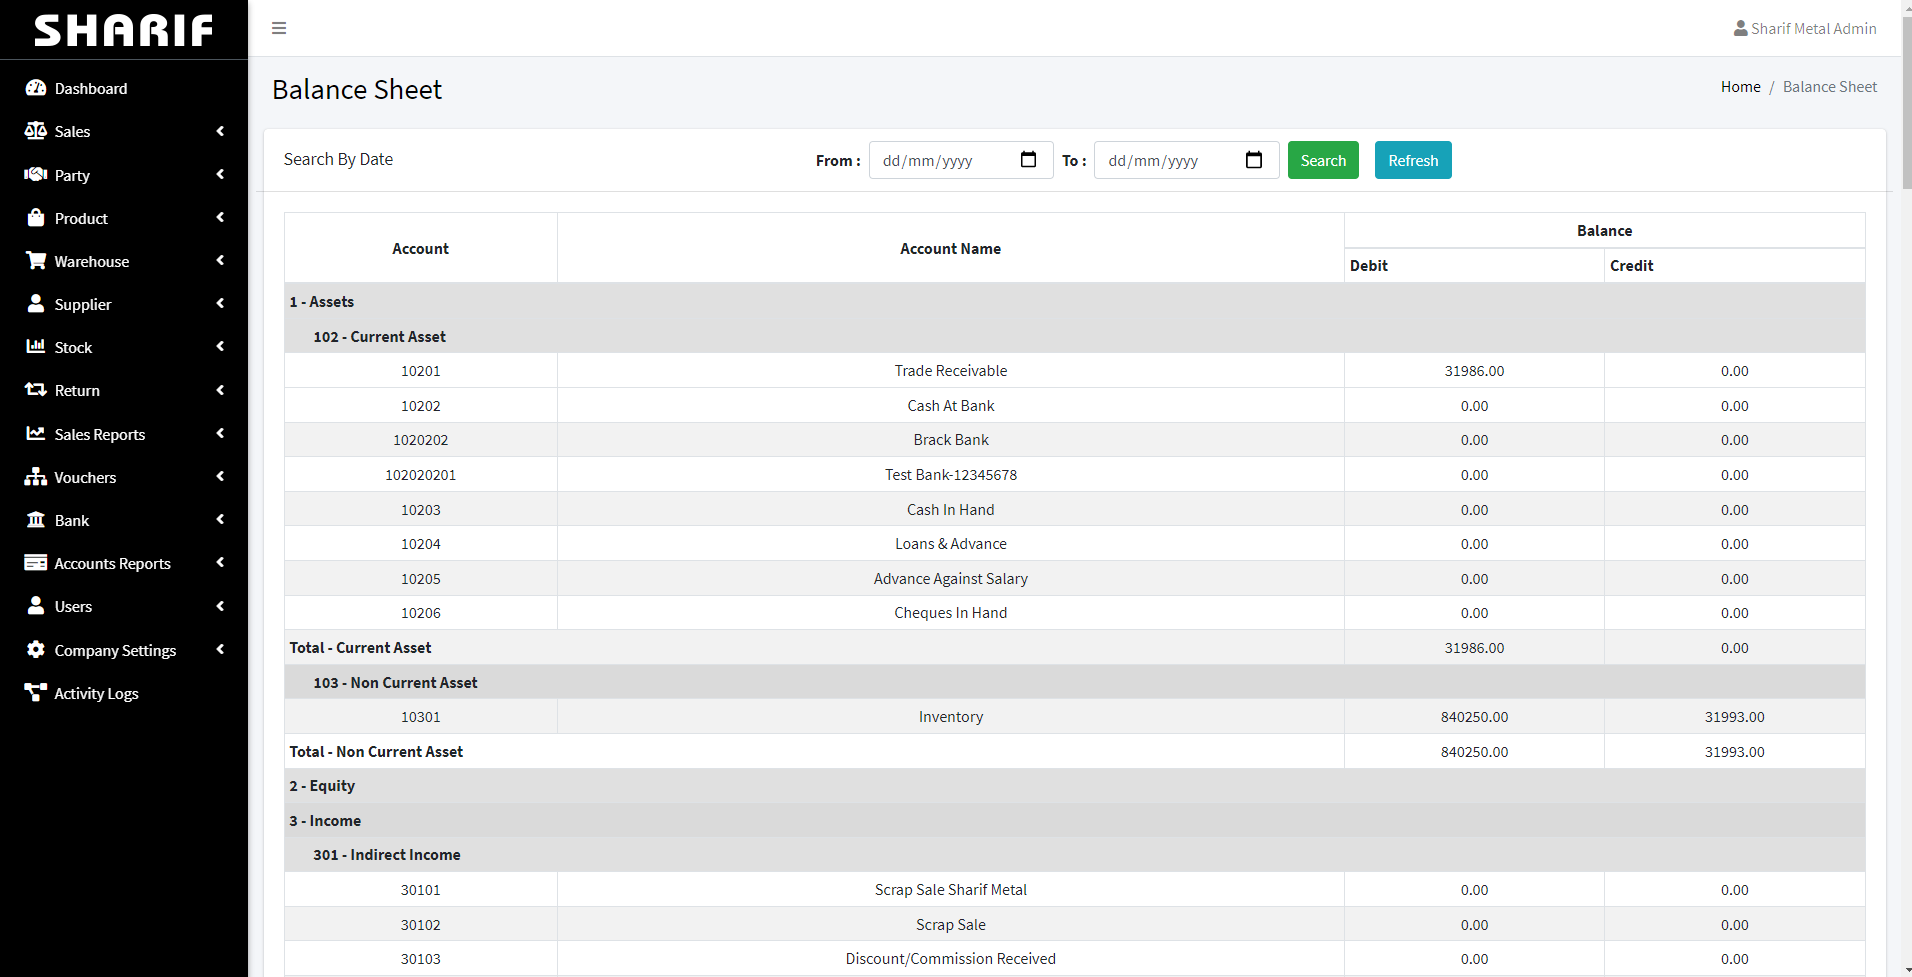 SHARIF
Sharif Metal Admin
Dashboard
Sales
Party
Product
Warehouse
Supplier
Stock
Return
Sales Reports
Vouchers
Bank
Accounts Reports
Users
Company Settings
Activity Logs
Balance Sheet
Home / Balance Sheet
Search By Date
From : dd/mm/yyyy To : dd/mm/yyyy Search Refresh
Account Account Name Balance
Debit Credit
1 - Assets
102 - Current Asset
10201 Trade Receivable 31986.00 0.00
10202 Cash At Bank 0.00 0.00
1020202 Brack Bank 0.00 0.00
102020201 Test Bank-12345678 0.00 0.00
10203 Cash In Hand 0.00 0.00
10204 Loans & Advance 0.00 0.00
10205 Advance Against Salary 0.00 0.00
10206 Cheques In Hand 0.00 0.00
Total - Current Asset 31986.00 0.00
103 - Non Current Asset
10301 Inventory 840250.00 31993.00
Total - Non Current Asset 840250.00 31993.00
2 - Equity
3 - Income
301 - Indirect Income
30101 Scrap Sale Sharif Metal 0.00 0.00
30102 Scrap Sale 0.00 0.00
30103 Discount/Commission Received 0.00 0.00